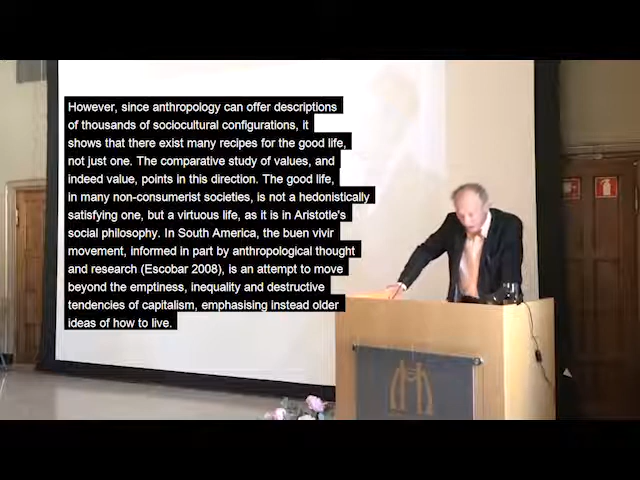 However, since anthropology can offer descriptions
of thousands of sociocultural configurations, it
shows that there exist many recipes for the good life,
not just one. The comparative study of values, and
indeed value, points in this direction. The good life,
in many non-consumerist societies, is not a hedonistically
satisfying one, but a virtuous life, as it is in Aristotle's
social philosophy. In South America, the buen vivir
movement, informed in part by anthropological thought
and research (Escobar 2008), is an attempt to move
beyond the emptiness, inequality and destructive
tendencies of capitalism, emphasising instead older
ideas of how to live.